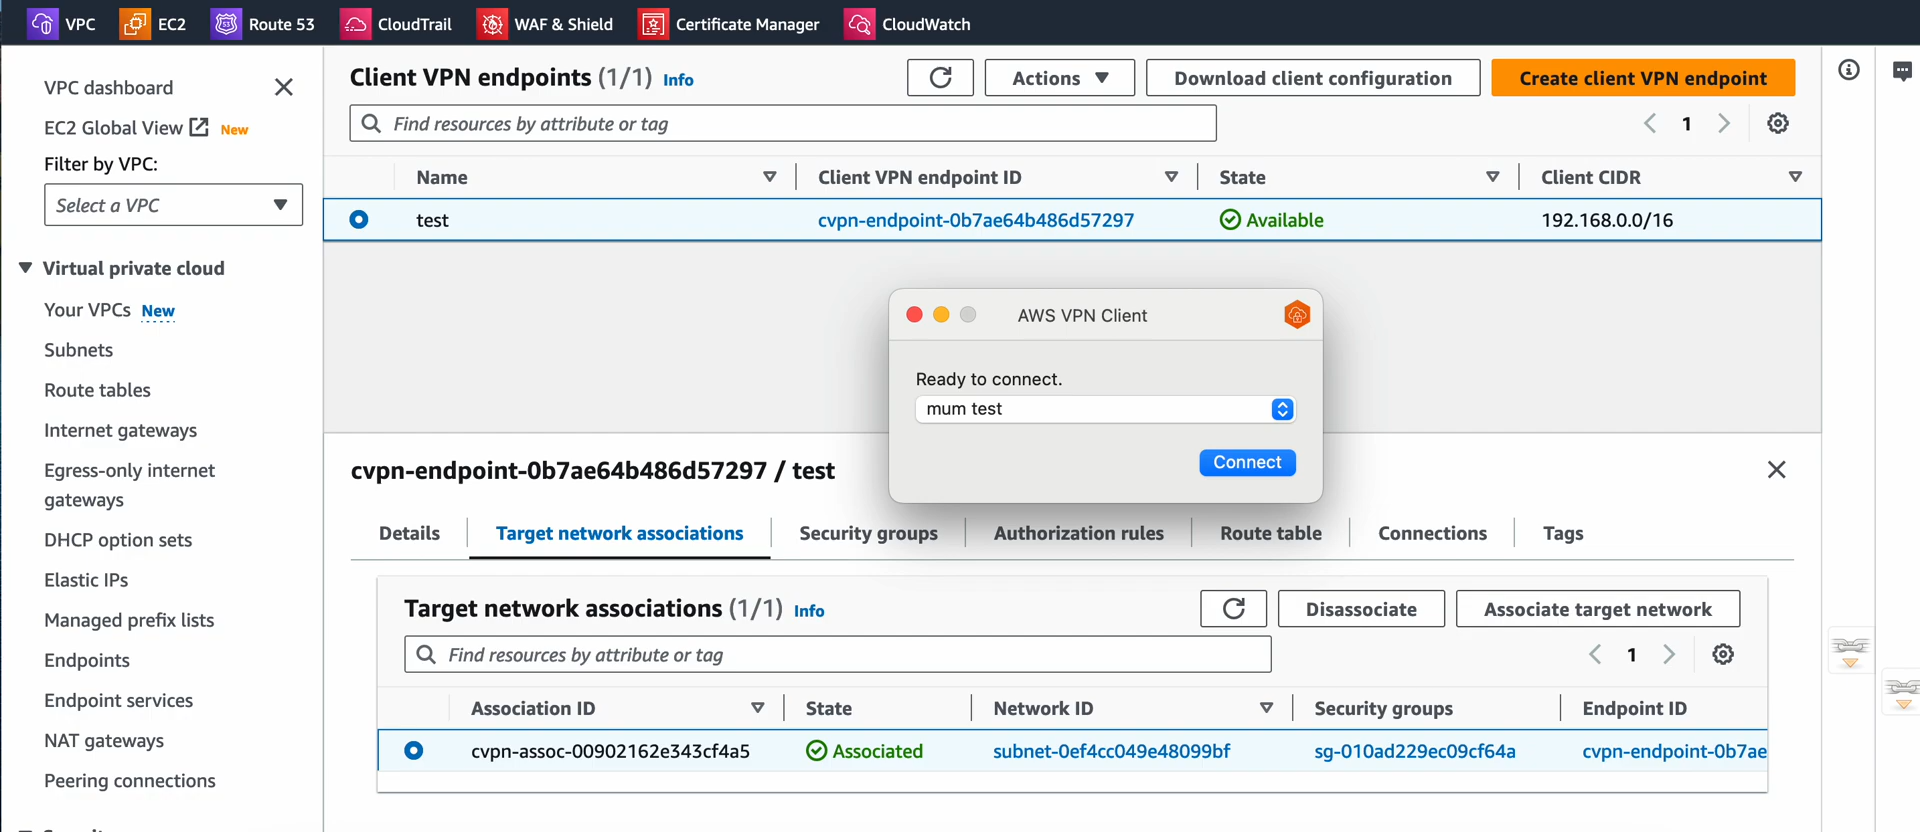 VPC EC2 Route 53 CloudTrail WAF & Shield Certificate Manager CloudWatch
VPC dashboard
EC2 Global View New
Filter by VPC:
Select a VPC
Virtual private cloud
Your VPCs New
Subnets
Route tables
Internet gateways
Egress-only internet
gateways
DHCP option sets
Elastic IPs
Managed prefix lists
Endpoints
Endpoint services
NAT gateways
Peering connections
Client VPN endpoints (1/1) Info
Actions
Download client configuration
Create client VPN endpoint
Find resources by attribute or tag
1
Name Client VPN endpoint ID State Client CIDR
test cvpn-endpoint-0b7ae64b486d57297 Available 192.168.0.0/16
AWS VPN Client
Ready to connect.
mum test
Connect
cvpn-endpoint-0b7ae64b486d57297 / test
Details Target network associations Security groups Authorization rules Route table Connections Tags
Target network associations (1/1) Info
Disassociate
Associate target network
Find resources by attribute or tag
1
Association ID State Network ID Security groups Endpoint ID
cvpn-assoc-00902162e343cf4a5 Associated subnet-0ef4cc049e48099bf sg-010ad229ec09cf64a cvpn-endpoint-0b7ae